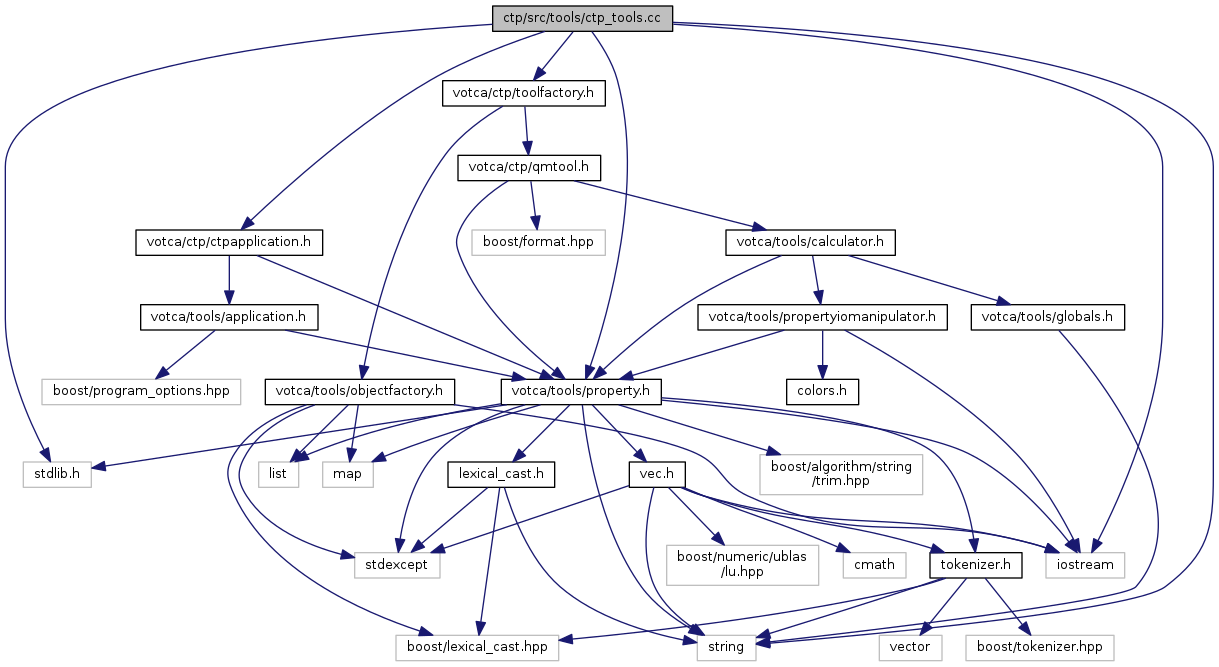 ctp/src/tools/ctp_tools.cc
votca/ctp/toolfactory.h
votca/ctp/qmtool.h
votca/ctp/ctpapplication.h
boost/format.hpp
votca/tools/calculator.h
votca/tools/application.h
votca/tools/propertyiomanipulator.h
votca/tools/globals.h
boost/program_options.hpp
votca/tools/objectfactory.h
votca/tools/property.h
colors.h
stdlib.h
list
map
lexical_cast.h
vec.h
boost/algorithm/string
/trim.hpp
stdexcept
boost/numeric/ublas
/lu.hpp
cmath
tokenizer.h
iostream
boost/lexical_cast.hpp
string
vector
boost/tokenizer.hpp